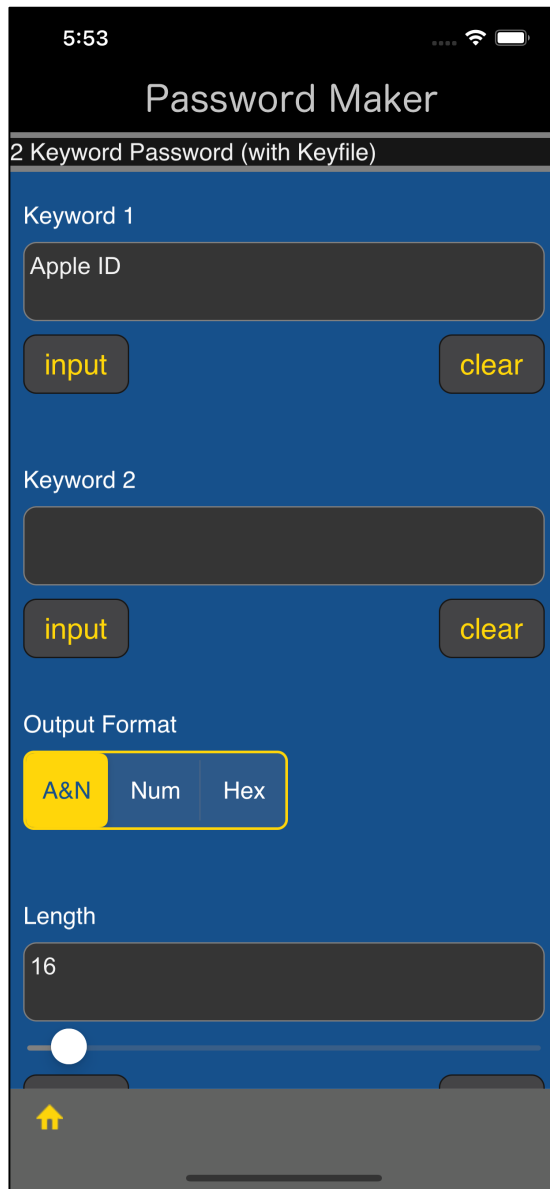 5:53
Password Maker
2 Keyword Password (with Keyfile)
Keyword 1
Apple ID
input clear
Keyword 2
input clear
Output Format
A&N Num Hex
Length
16